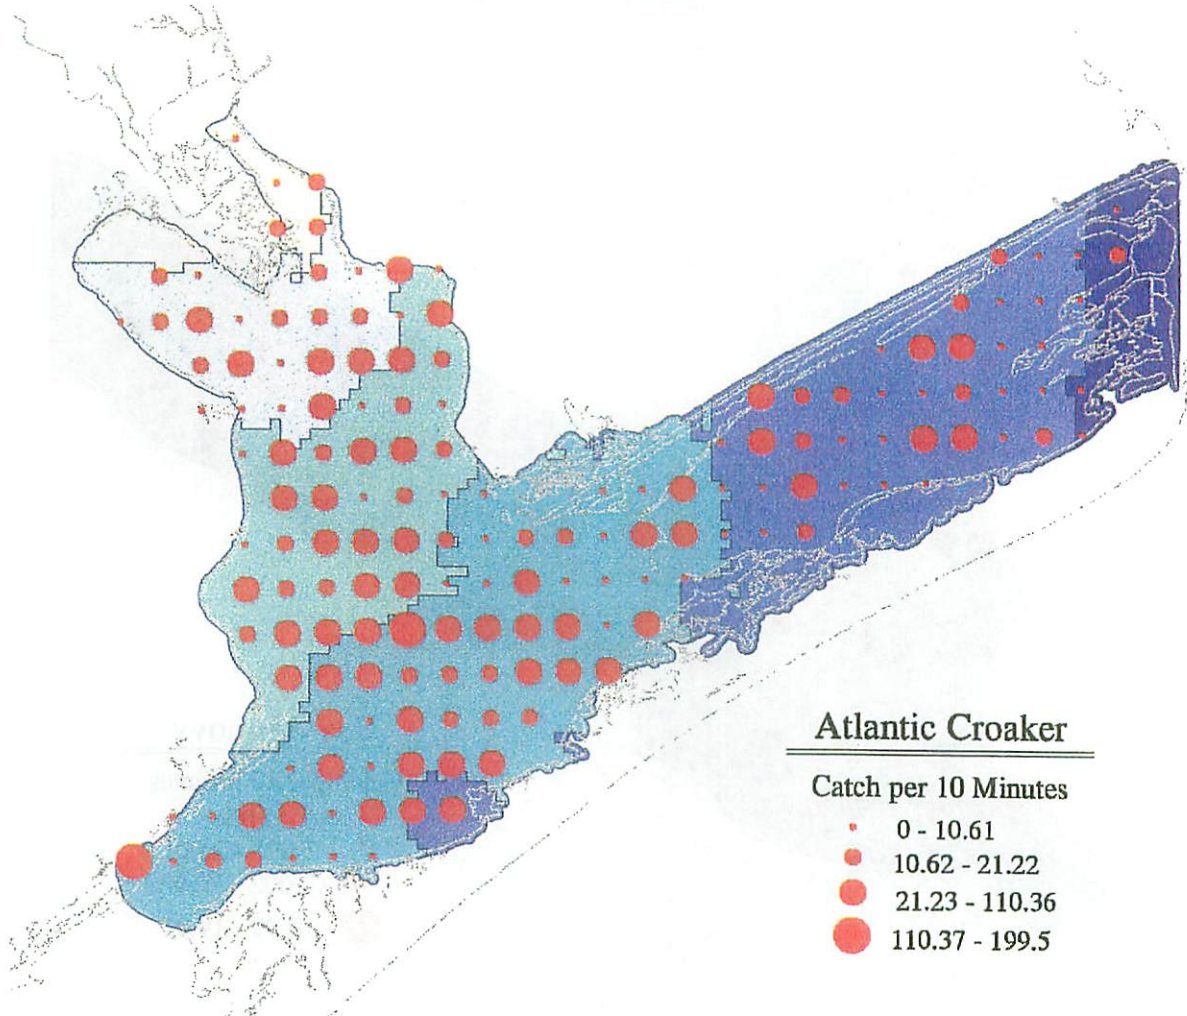 Atlantic Croaker
Catch per 10 Minutes
0 - 10.61
10.62 - 21.22
21.23 - 110.36
110.37 - 199.5